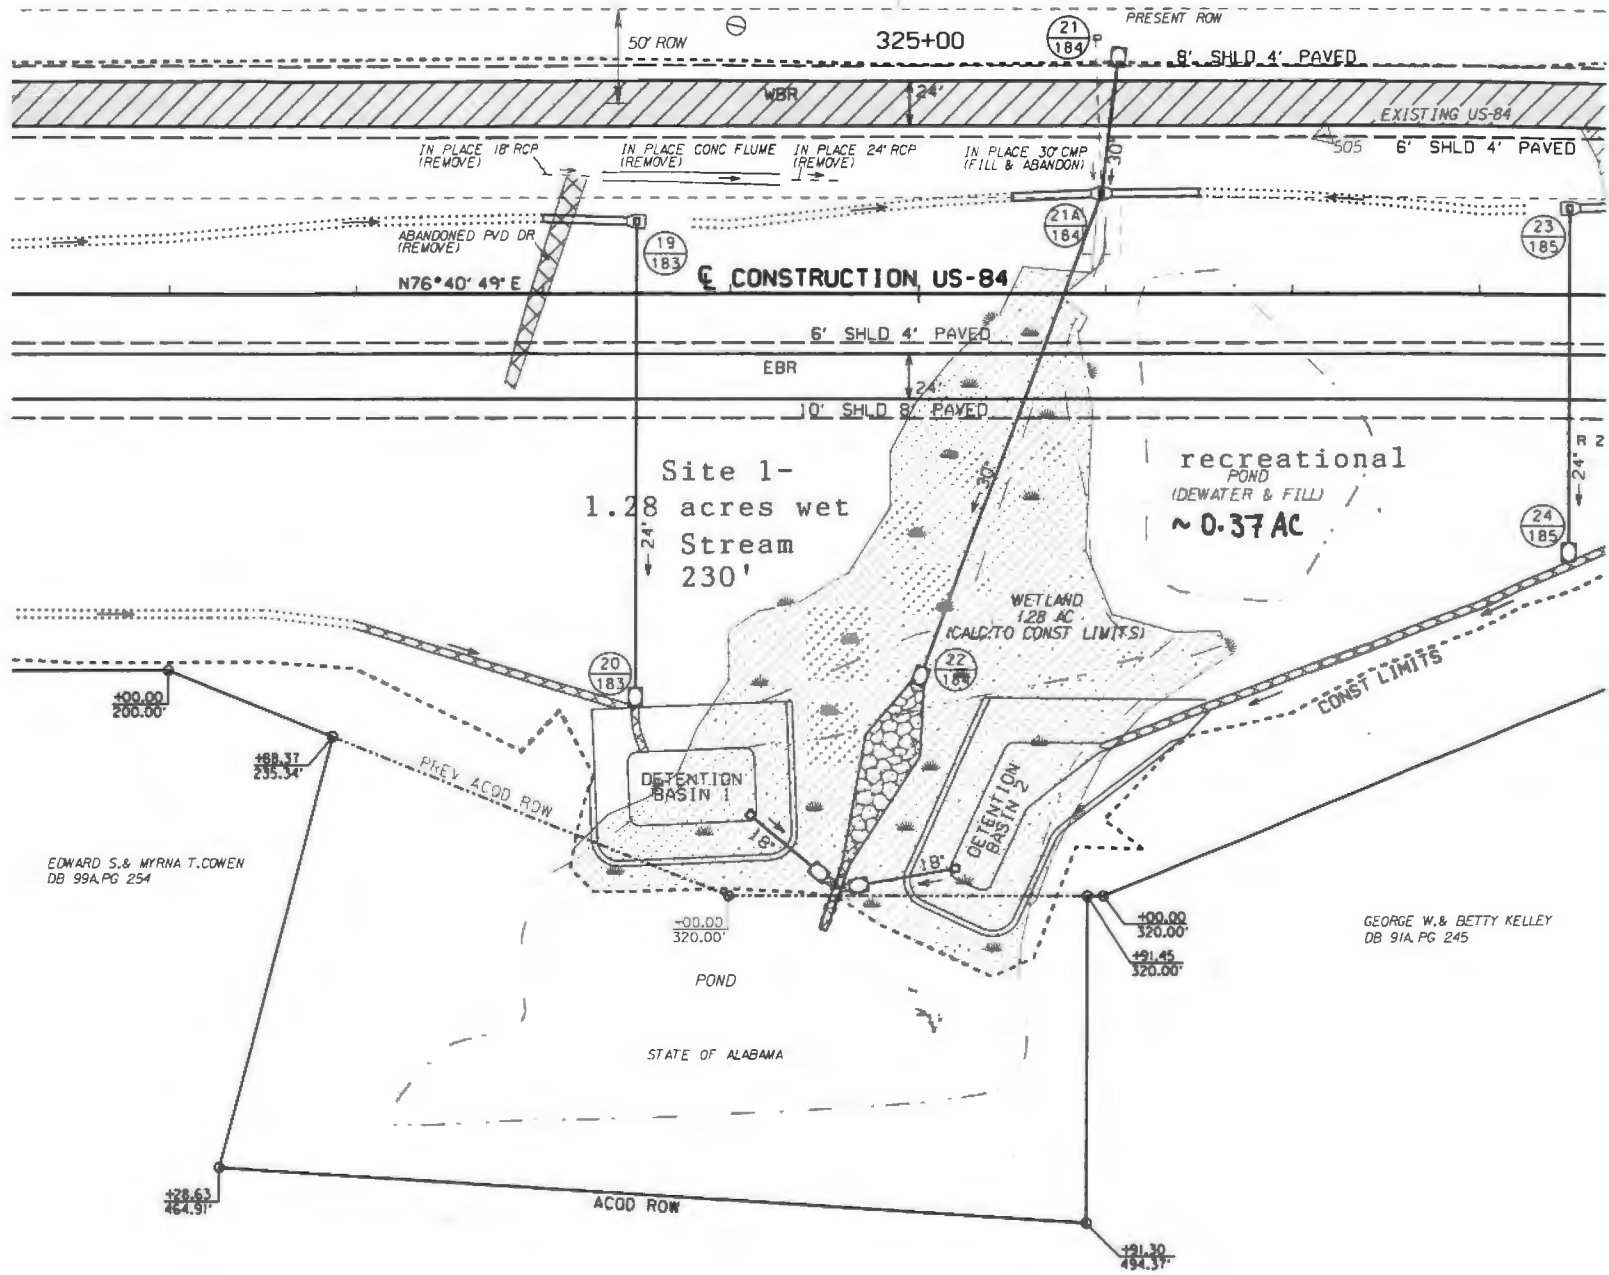 PRESENT ROW
50' ROW
325+00
21
184
P
8' SHLD 4' PAVED
WBR
24'
EXISTING US-84
505
6' SHLD 4' PAVED
IN PLACE 18" RCP
(REMOVE)
IN PLACE CONC FLUME
(REMOVE)
IN PLACE 24" RCP
(REMOVE)
IN PLACE 30" CMP
(FILL & ABANDON)
30"
ABANDONED PVD DR
(REMOVE)
19
183
21A
184
23
185
N76°40'49"E
℄ CONSTRUCTION US-84
6' SHLD 4' PAVED
EBR
24'
10' SHLD 8' PAVED
R 2
24"
Site 1-
1.28 acres wet
Stream
230'
24"
30"
recreational
POND
(DEWATER & FILL)
~ 0.37 AC
24
185
WETLAND
1.28 AC
(CALC. TO CONST LIMITS)
20
183
22
184
CONST LIMITS
+00.00
200.00'
+88.37
235.34'
PREV ACQD ROW
DETENTION
BASIN 1
18"
DETENTION
BASIN 2
18"
EDWARD S.& MYRNA T.COWEN
DB 99A,PG 254
+00.00
320.00'
+91.45
320.00'
GEORGE W.& BETTY KELLEY
DB 91A, PG 245
-00.00
320.00'
POND
STATE OF ALABAMA
+28.63
464.91'
ACQD ROW
+91.30
494.37'